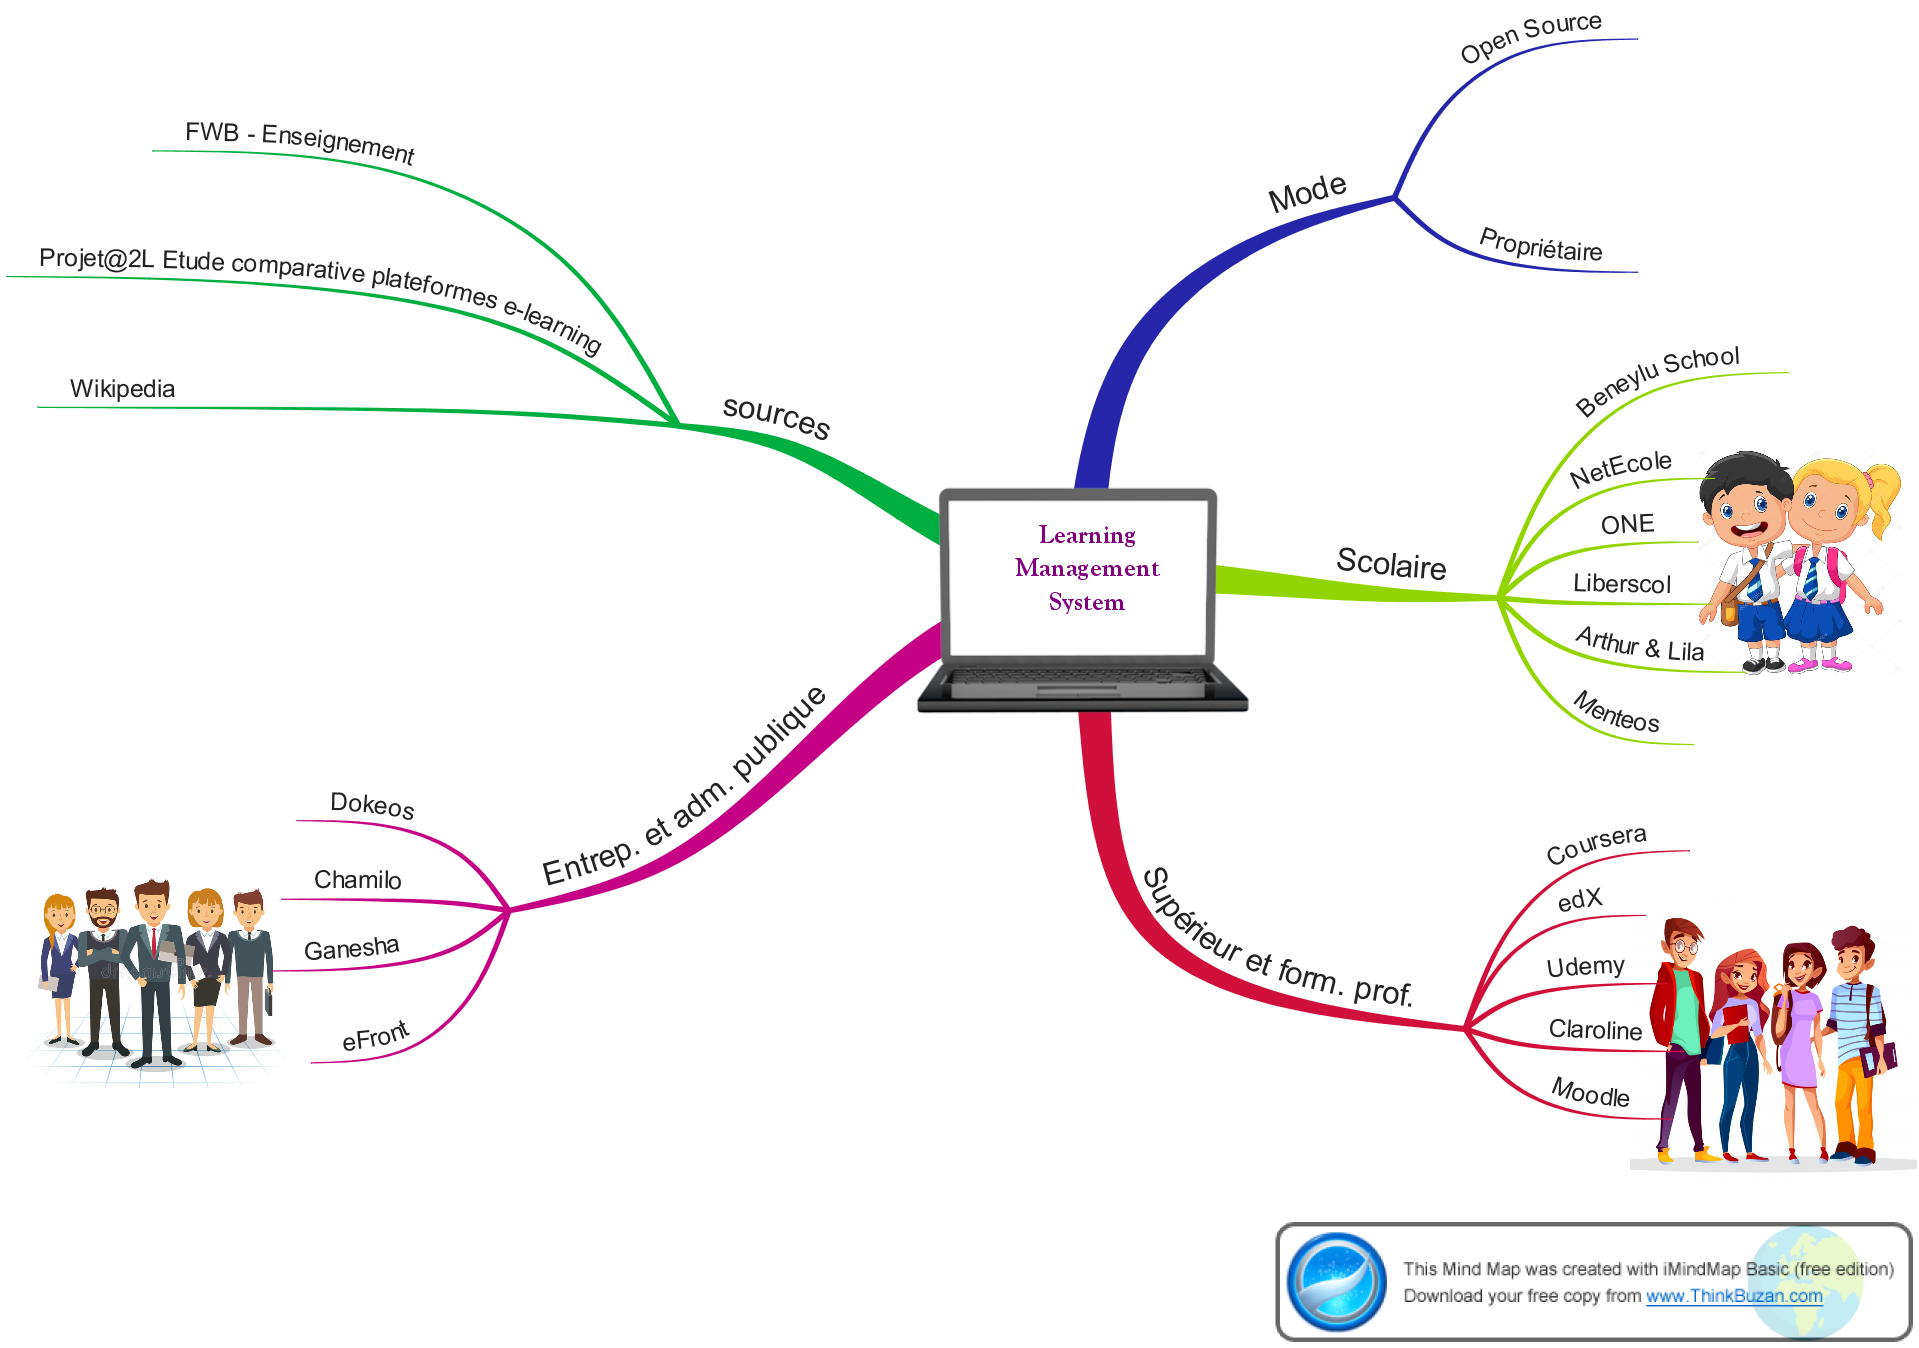 Learning
Management
System
Mode
Open Source
Propriétaire
Scolaire
Beneylu School
NetEcole
ONE
Liberscol
Arthur & Lila
Menteos
Supérieur et form. prof.
Coursera
edX
Udemy
Claroline
Moodle
Entrep. et adm. publique
Dokeos
Chamilo
Ganesha
eFront
sources
FWB - Enseignement
Projet@2L Etude comparative plateformes e-learning
Wikipedia
This Mind Map was created with iMindMap Basic (free edition)
Download your free copy from www.ThinkBuzan.com